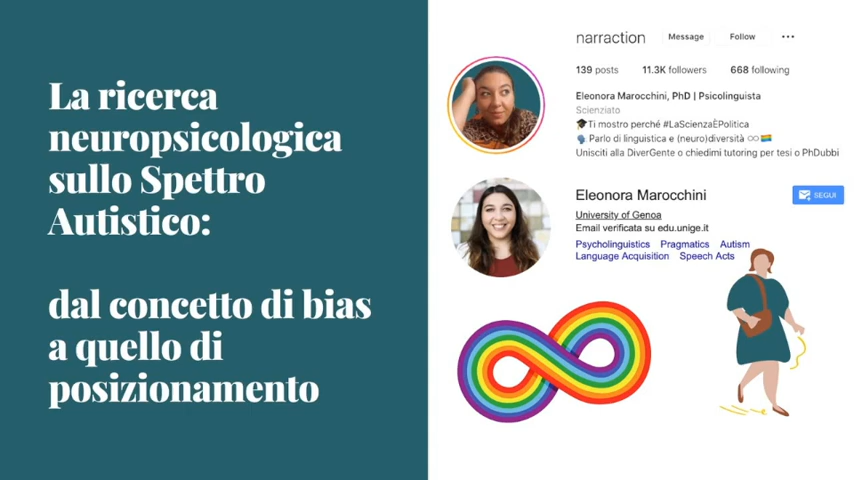 La ricerca
neuropsicologica
sullo Spettro
Autistico:
dal concetto di bias
a quello di
posizionamento
narraction Message Follow •••
139 posts 11.3K followers 668 following
Eleonora Marocchini, PhD | Psicolinguista
Scienziato
🎓Ti mostro perché #LaScienzaÈPolitica
🗣️Parlo di linguistica e (neuro)diversità ♾️🏳️‍🌈
Unisciti alla DiverGente o chiedimi tutoring per tesi o PhDubbi
Eleonora Marocchini SEGUI
University of Genoa
Email verificata su edu.unige.it
Psycholinguistics Pragmatics Autism
Language Acquisition Speech Acts